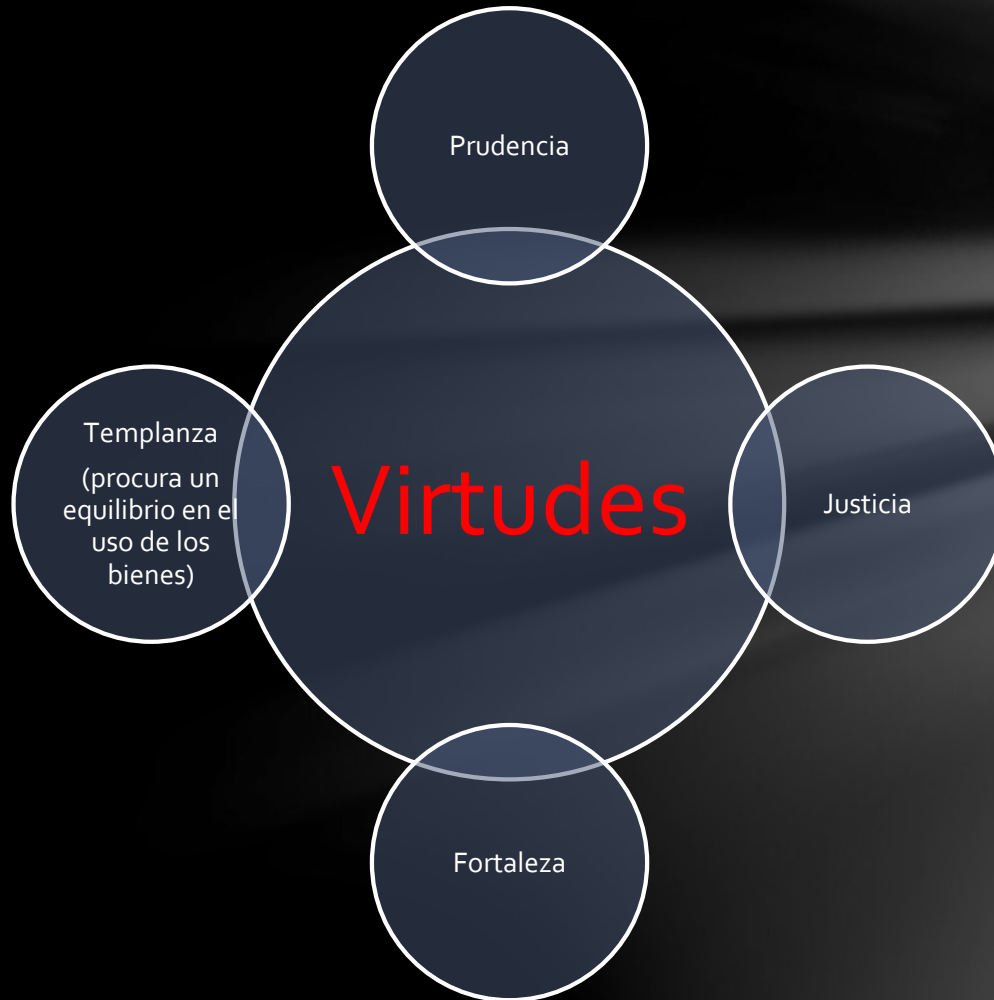 Prudencia
Templanza
(procura un
equilibrio en el
uso de los
bienes)
Virtudes
Justicia
Fortaleza